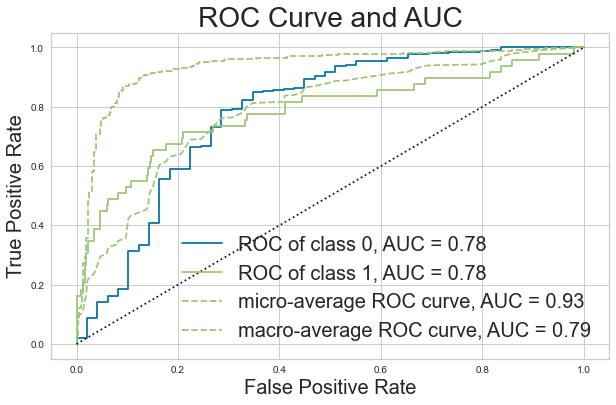 ROC Curve and AUC
True Positive Rate
1.0
0.8
0.6
0.4
0.2
0.0
ROC of class 0, AUC = 0.78
ROC of class 1, AUC = 0.78
micro-average ROC curve, AUC = 0.93
macro-average ROC curve, AUC = 0.79
0.0 0.2 0.4 0.6 0.8 1.0
False Positive Rate